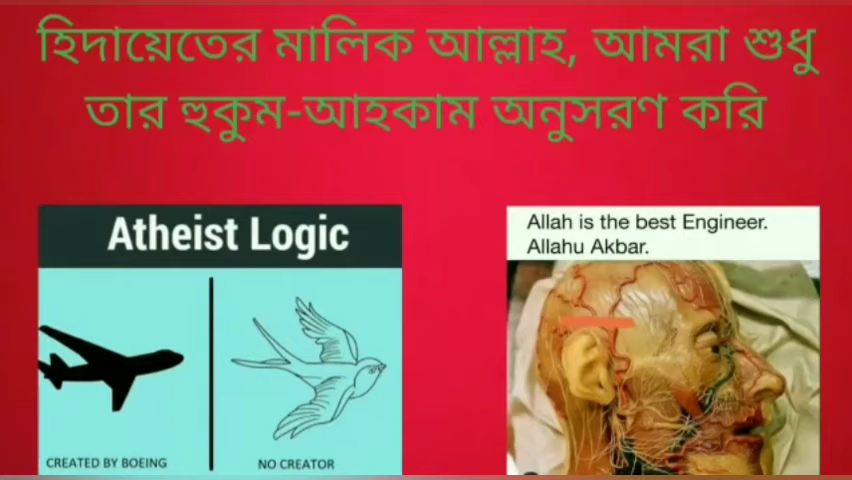 হিদায়েতের মালিক আল্লাহ, আমরা শুধু
তার হুকুম-আহকাম অনুসরণ করি
Atheist Logic
CREATED BY BOEING
NO CREATOR
Allah is the best Engineer.
Allahu Akbar.